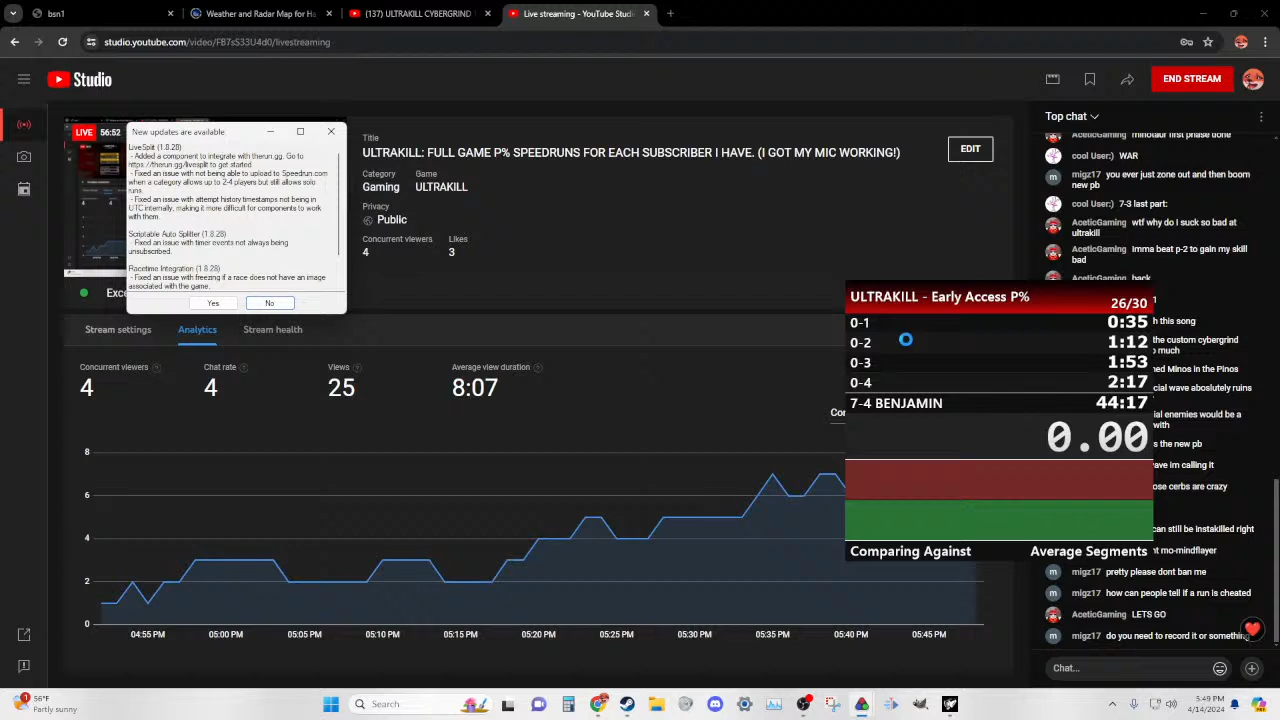 bsn1
Weather and Radar Map for Ha
(137) ULTRAKILL CYBERGRIND
Live streaming - YouTube Studi
studio.youtube.com/video/FB7sS33U4d0/livestreaming
Studio
END STREAM
LIVE 56:52
New updates are available
LiveSplit (1.8.28)
- Added a component to integrate with therun.gg. Go to
https://therun.gg/livesplit to get started.
- Fixed an issue with not being able to upload to Speedrun.com
when a category allows up to 2-4 players but still allows solo
runs.
- Fixed an issue with attempt history timestamps not being in
UTC internally, making it more difficult for components to work
with them.
Scriptable Auto Splitter (1.8.28)
- Fixed an issue with timer events not always being
unsubscribed.
Racetime Integration (1.8.28)
- Fixed an issue with freezing if a race does not have an image
associated with the game.
Yes
No
Exce
Title
ULTRAKILL: FULL GAME P% SPEEDRUNS FOR EACH SUBSCRIBER I HAVE. (I GOT MY MIC WORKING!)
EDIT
Category
Game
Gaming
ULTRAKILL
Privacy
Public
Concurrent viewers
Likes
4
3
Stream settings
Analytics
Stream health
Concurrent viewers
Chat rate
Views
Average view duration
4
4
25
8:07
Co
8
6
4
2
0
04:55 PM
05:00 PM
05:05 PM
05:10 PM
05:15 PM
05:20 PM
05:25 PM
05:30 PM
05:35 PM
05:40 PM
05:45 PM
ULTRAKILL - Early Access P%
26/30
0-1 0:35
0-2 1:12
0-3 1:53
0-4 2:17
7-4 BENJAMIN 44:17
0.00
Comparing Against
Average Segments
Top chat
AceticGaming minotaur first phase done
cool User:) WAR
migz17 you ever just zone out and then boom
new pb
cool User:) 7-3 last part:
AceticGaming wtf why do I suck so bad at
ultrakill
AceticGaming imma beat p-2 to gain my skill
bad
AceticGaming back
h this song
the custom cybergrind
o much
ned Minos in the Pinos
cial wave aboslutely ruins
ial enemies would be a
with
s the new pb
ave im calling it
ose cerbs are crazy
can still be instakilled right
nt mo-mindflayer
migz17 pretty please dont ban me
migz17 how can people tell if a run is cheated
AceticGaming LETS GO
migz17 do you need to record it or something
Chat...
1
56°F
Partly sunny
Search
5:49 PM
4/14/2024